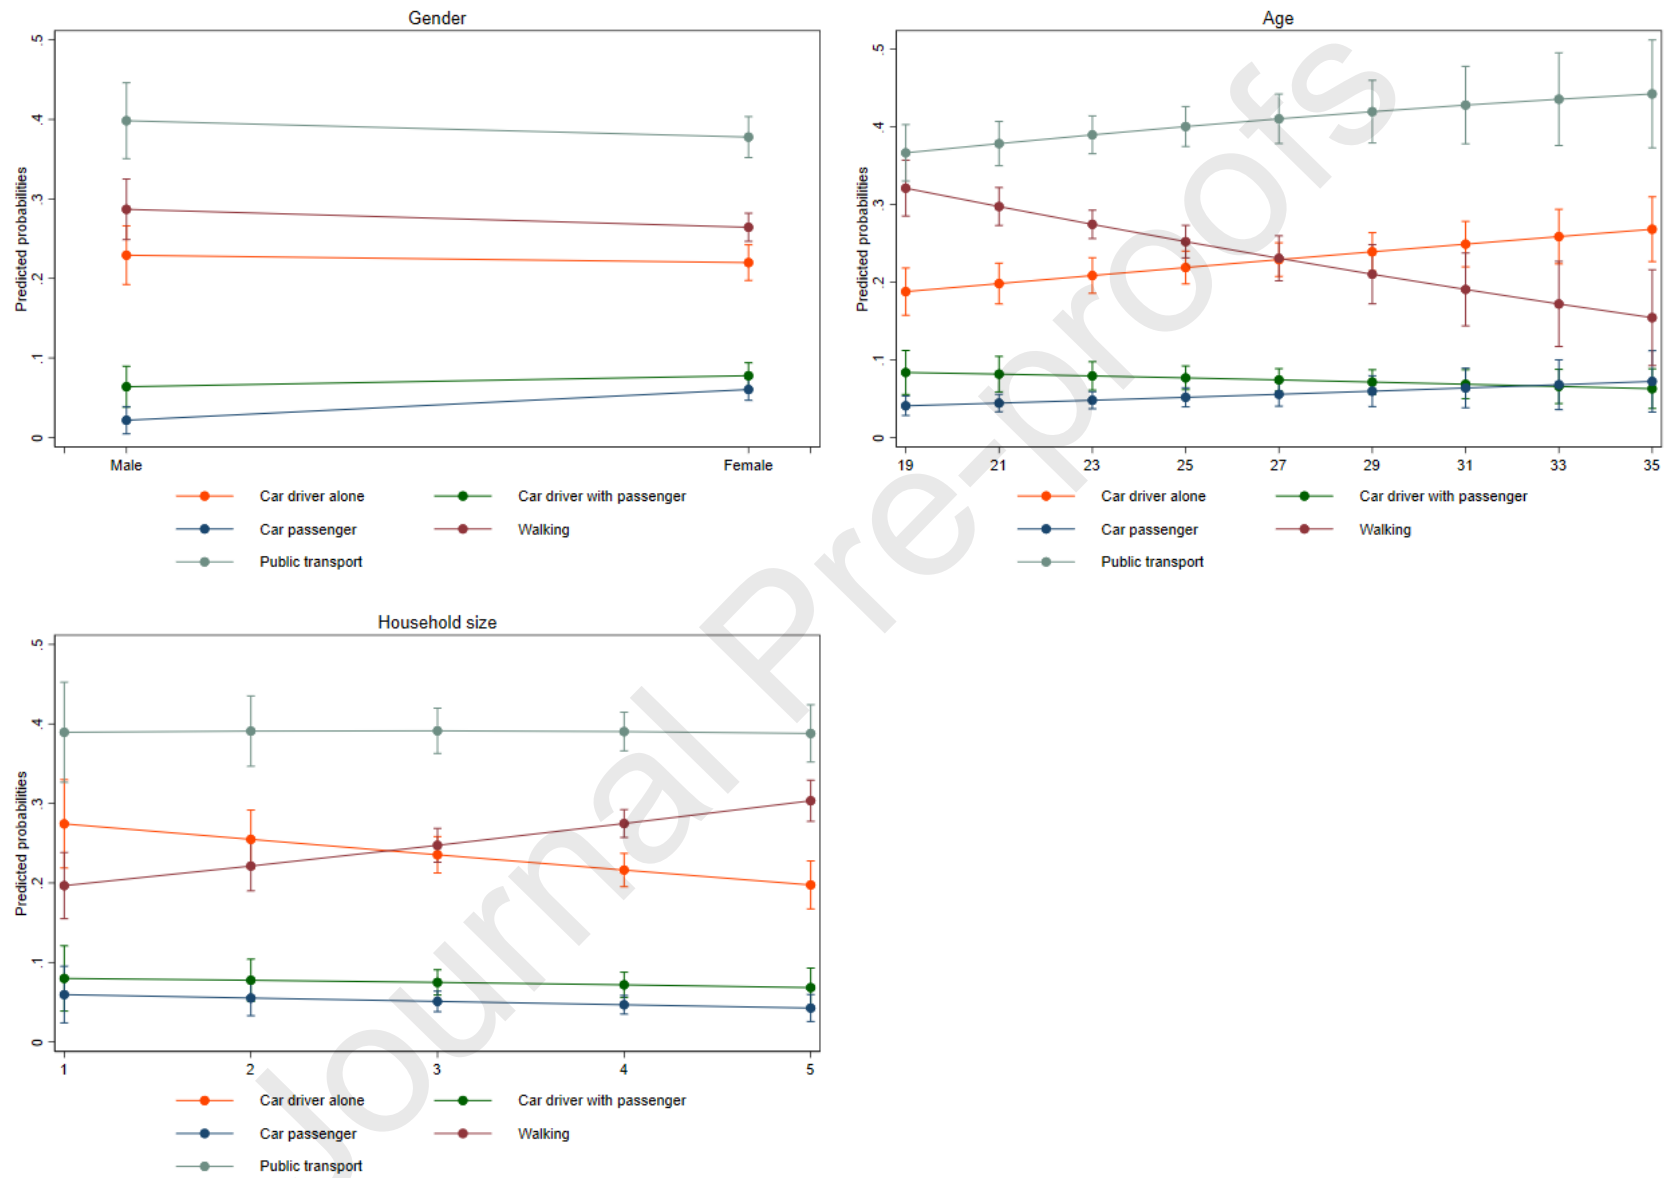 Gender
Predicted probabilities
.5
.4
.3
.2
.1
0
Male Female
Car driver alone Car driver with passenger
Car passenger Walking
Public transport
Age
Predicted probabilities
.5
.4
.3
.2
.1
0
19 21 23 25 27 29 31 33 35
Car driver alone Car driver with passenger
Car passenger Walking
Public transport
Household size
Predicted probabilities
.5
.4
.3
.2
.1
0
1 2 3 4 5
Car driver alone Car driver with passenger
Car passenger Walking
Public transport
Journal Pre-proofs